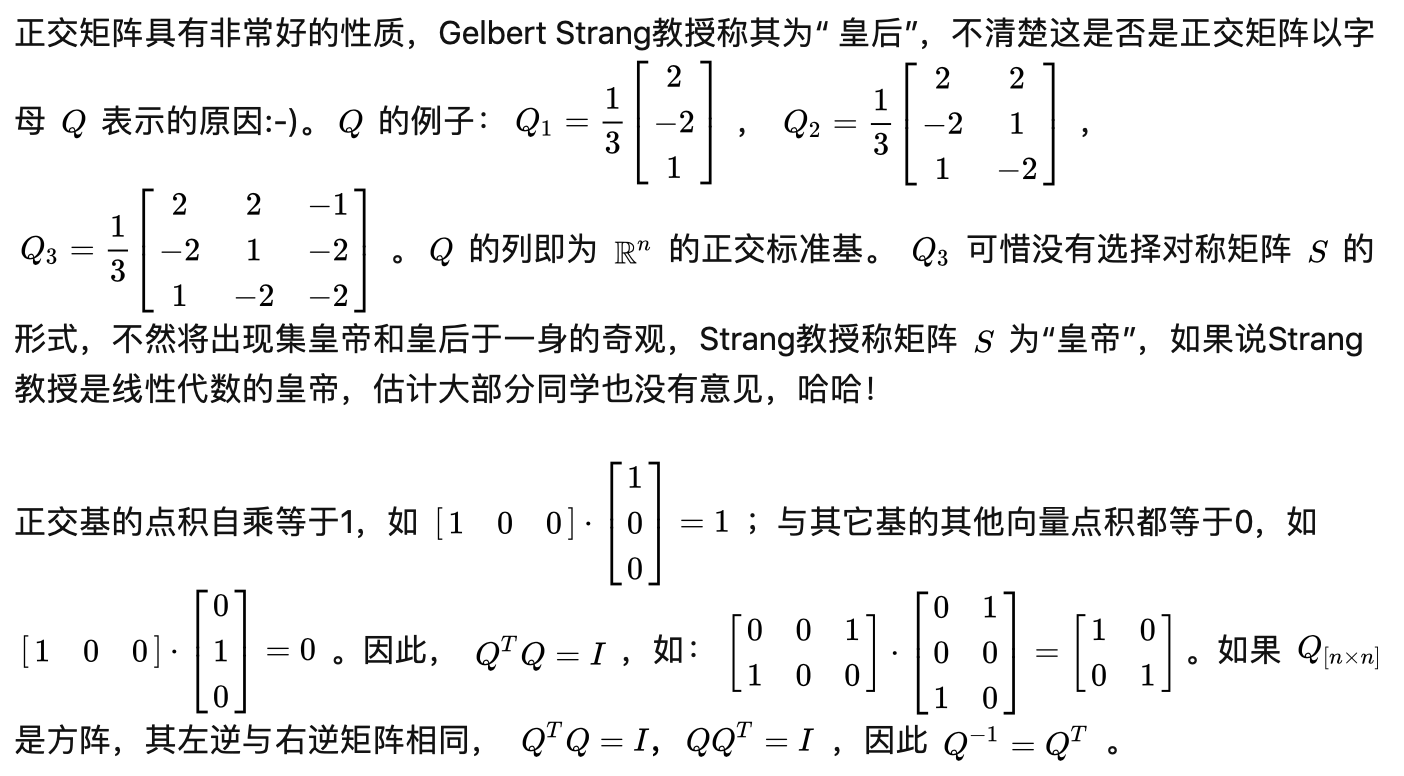 正交矩阵具有非常好的性质，Gelbert Strang教授称其为“ 皇后”，不清楚这是否是正交矩阵以字
母 Q 表示的原因:-)。Q 的例子： $Q_1 = \frac{1}{3}\begin{bmatrix} 2 \\ -2 \\ 1 \end{bmatrix}$ ， $Q_2 = \frac{1}{3}\begin{bmatrix} 2 & 2 \\ -2 & 1 \\ 1 & -2 \end{bmatrix}$ ，
$Q_3 = \frac{1}{3}\begin{bmatrix} 2 & 2 & -1 \\ -2 & 1 & -2 \\ 1 & -2 & -2 \end{bmatrix}$ 。Q 的列即为 $\mathbb{R}^n$ 的正交标准基。 $Q_3$ 可惜没有选择对称矩阵 S 的
形式，不然将出现集皇帝和皇后于一身的奇观，Strang教授称矩阵 S 为“皇帝”，如果说Strang
教授是线性代数的皇帝，估计大部分同学也没有意见，哈哈！
正交基的点积自乘等于1，如 $[1 \quad 0 \quad 0] \cdot \begin{bmatrix} 1 \\ 0 \\ 0 \end{bmatrix} = 1$ ；与其它基的其他向量点积都等于0，如
$[1 \quad 0 \quad 0] \cdot \begin{bmatrix} 0 \\ 1 \\ 0 \end{bmatrix} = 0$ 。因此， $Q^T Q = I$ ，如： $\begin{bmatrix} 0 & 0 & 1 \\ 1 & 0 & 0 \end{bmatrix} \cdot \begin{bmatrix} 0 & 1 \\ 0 & 0 \\ 1 & 0 \end{bmatrix} = \begin{bmatrix} 1 & 0 \\ 0 & 1 \end{bmatrix}$ 。如果 $Q_{[n \times n]}$
是方阵，其左逆与右逆矩阵相同， $Q^T Q = I$， $QQ^T = I$ ，因此 $Q^{-1} = Q^T$ 。